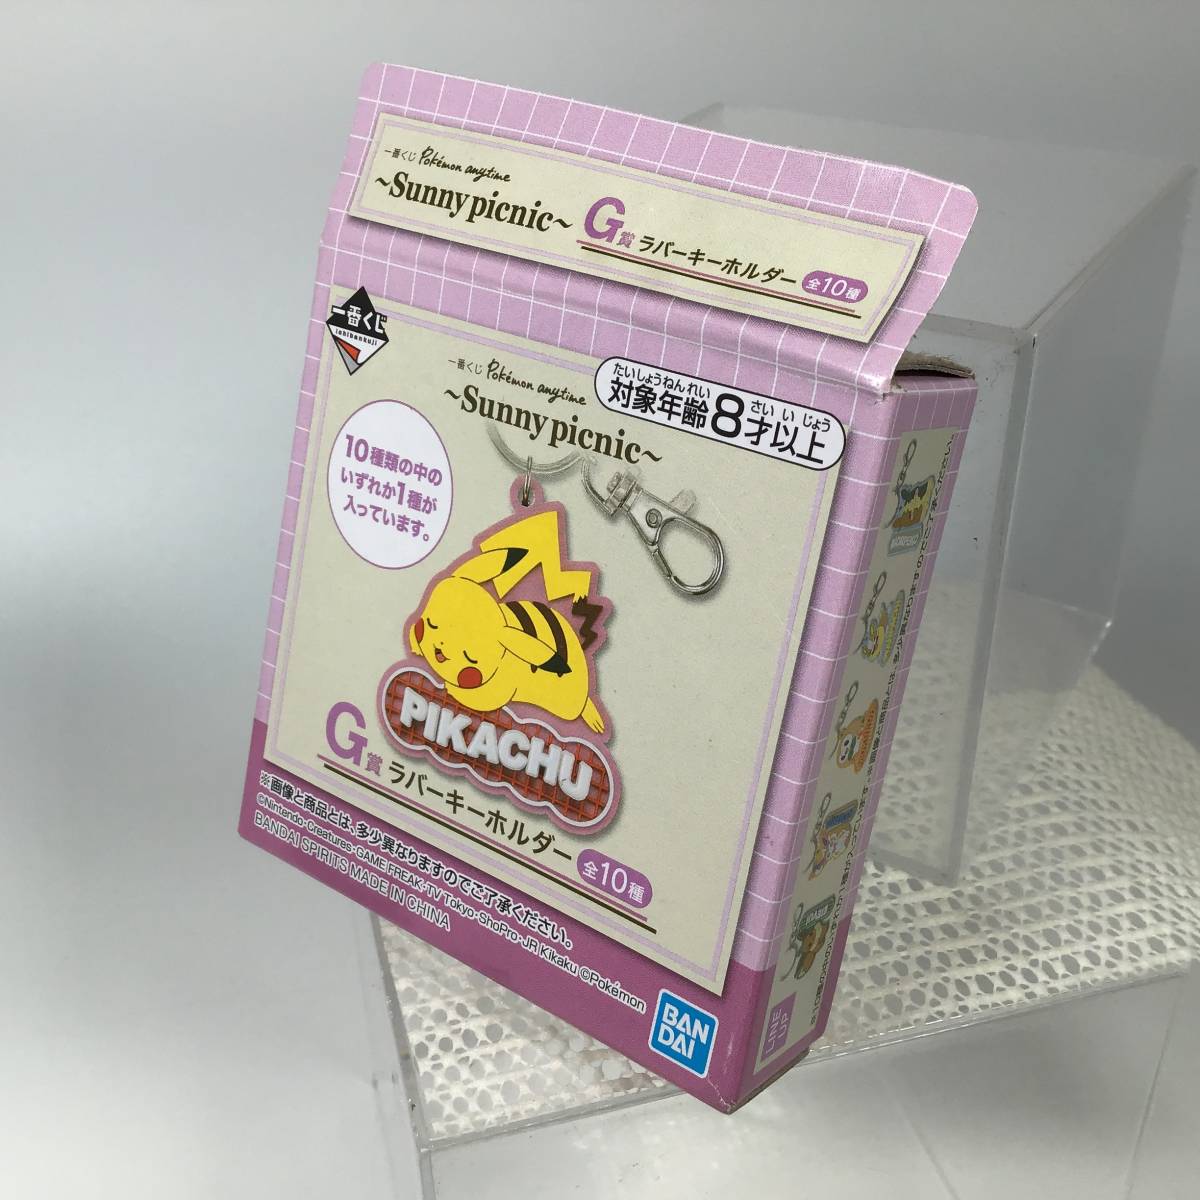 一番くじ Pokémon anytime
~Sunny picnic~
G賞 ラバーキーホルダー 全10種
一番くじ
ichibankuji
一番くじ Pokémon anytime
~Sunny picnic~
たいしょうねんれい さいいじょう
対象年齢8才以上
10種類の中の
いずれか1種が
入っています。
PIKACHU
G賞 ラバーキーホルダー 全10種
※画像と商品とは、多少異なりますのでご了承ください。
©Nintendo・Creatures・GAME FREAK・TV Tokyo・ShoPro・JR Kikaku ©Pokémon
BANDAI SPIRITS MADE IN CHINA
BAN
DAI
LINE
UP